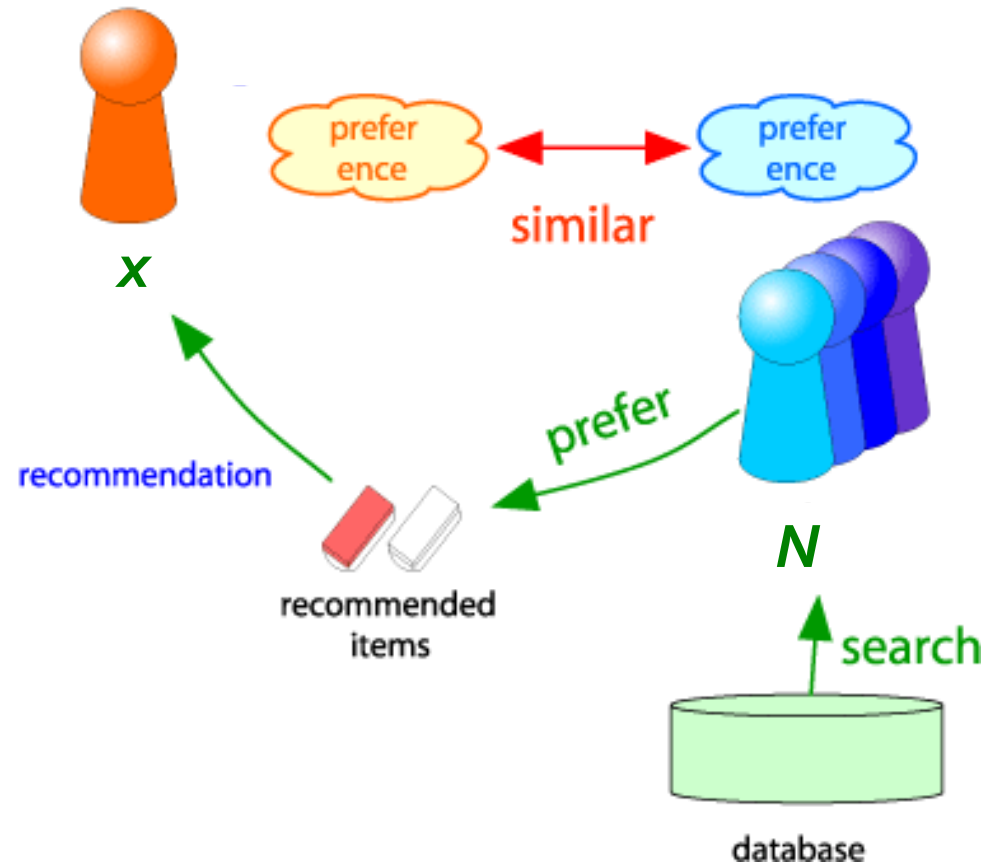 prefer
ence
prefer
ence
similar
x
prefer
recommendation
N
recommended
items
search
database